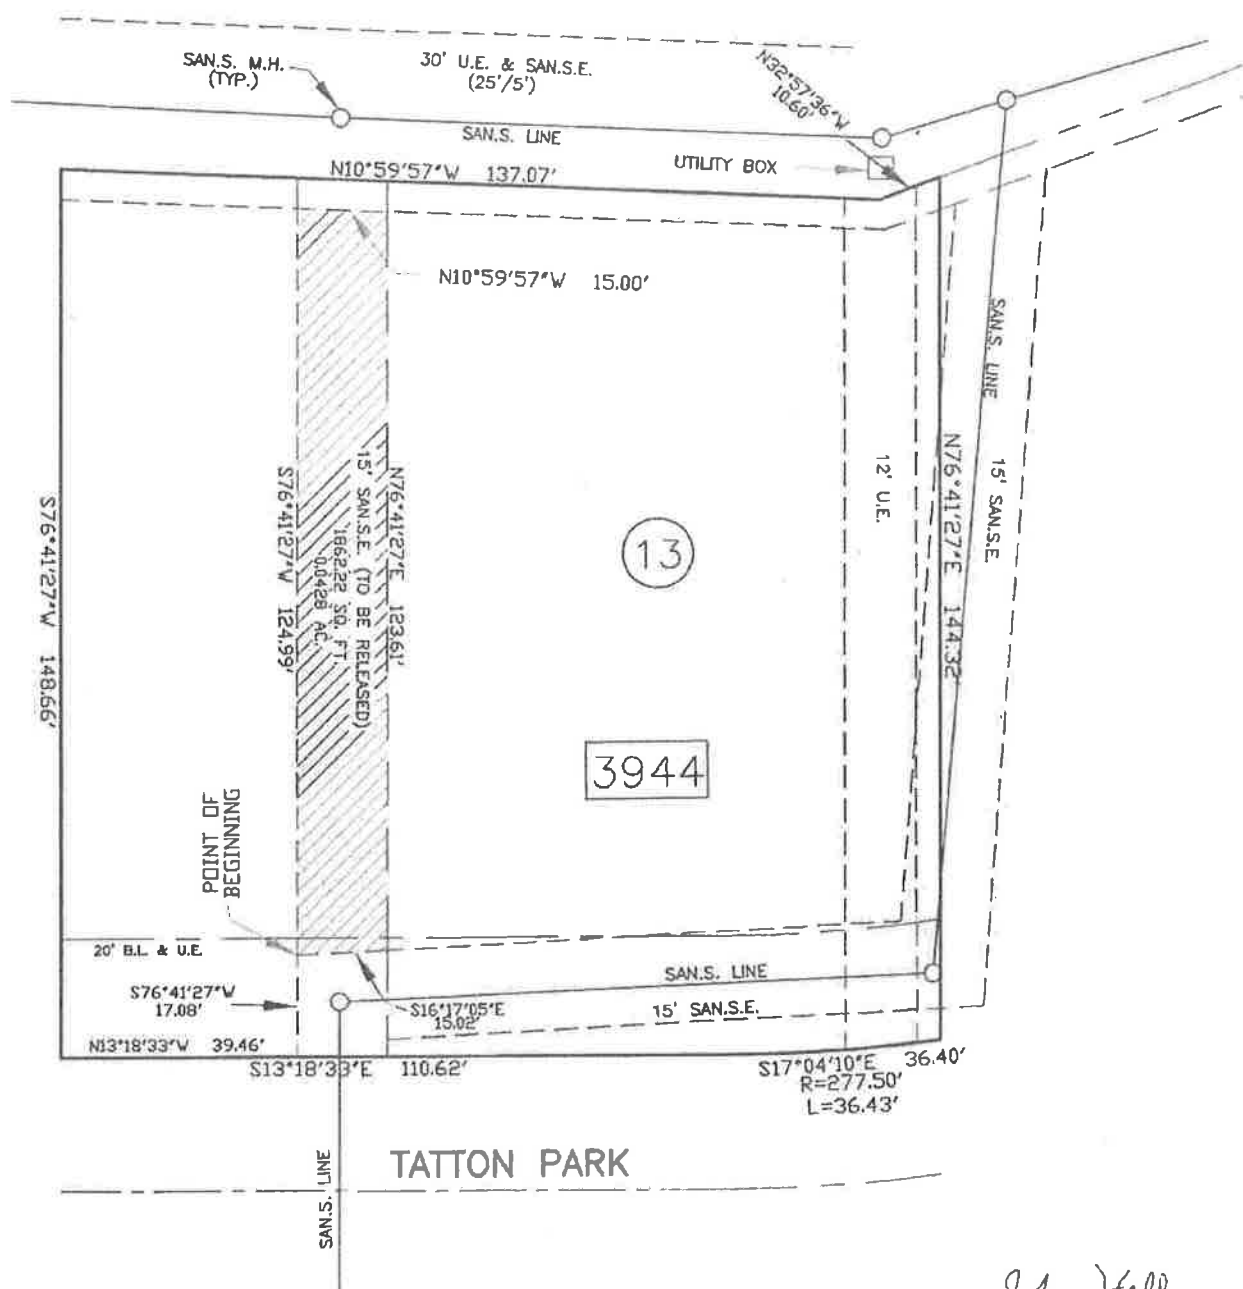 SAN.S. M.H.
(TYP.)
30' U.E. & SAN.S.E.
(25'/5')
N32°57'36"W
10.60'
SAN.S. LINE
UTILITY BOX
N10°59'57"W 137.07'
N10°59'57"W 15.00'
SAN.S. LINE
15' SAN.S.E.
12' U.E.
N76°41'27"E 144.32'
S76°41'27"W 148.66'
S76°41'27"W 124.99'
15' SAN.S.E. (TO BE RELEASED)
1862.22 SQ. FT.
0.0428 AC.
N76°41'27"E 123.61'
13
3944
POINT OF
BEGINNING
20' B.L. & U.E.
S76°41'27"W
17.08'
S16°17'05"E
15.02'
SAN.S. LINE
15' SAN.S.E.
N13°18'33"W 39.46'
S13°18'33"E 110.62'
S17°04'10"E 36.40'
R=277.50'
L=36.43'
SAN.S. LINE
TATTON PARK